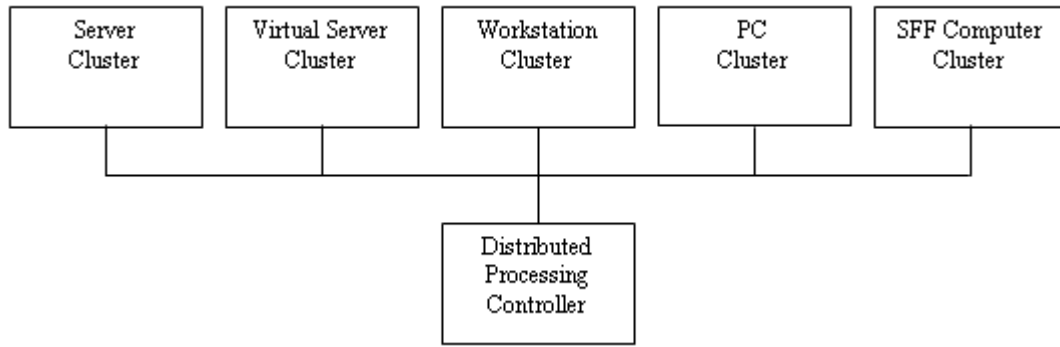 Server
Cluster
Virtual Server
Cluster
Workstation
Cluster
PC
Cluster
SFF Computer
Cluster
Distributed
Processing
Controller